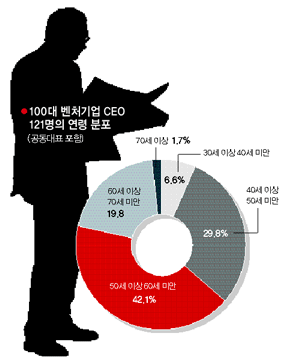 ● 100대 벤처기업 CEO
121명의 연령 분포
(공동대표 포함)
70세 이상 1,7%
30세 이상 40세 미만
6,6%
40세 이상
50세 미만
29,8%
60세 이상
70세 미만
19,8
50세 이상 60세 미만
42,1%